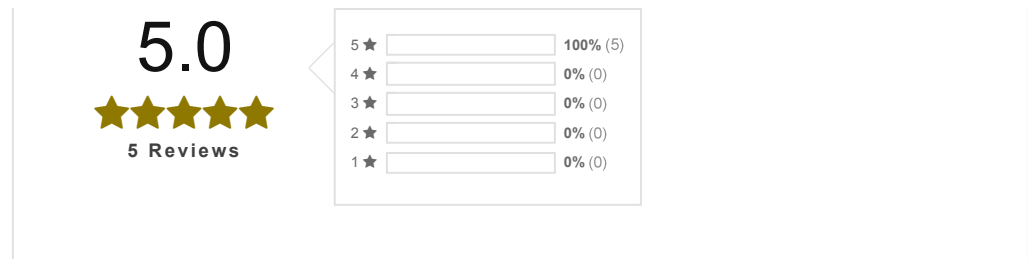 5.0
5 Reviews
5 ★ 100% (5)
4 ★ 0% (0)
3 ★ 0% (0)
2 ★ 0% (0)
1 ★ 0% (0)